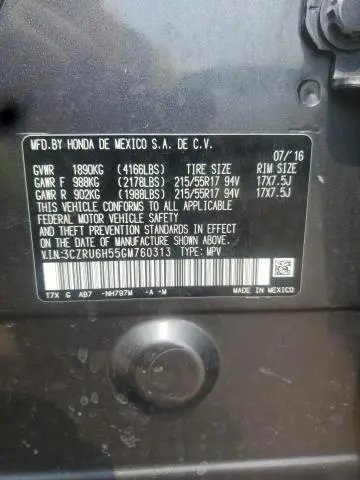 MFD.BY HONDA DE MEXICO S.A. DE C.V.
07/'16
GVWR 1890KG (4166LBS) TIRE SIZE RIM SIZE
GAWR F 988KG (2178LBS) 215/55R17 94V 17X7.5J
GAWR R 902KG (1988LBS) 215/55R17 94V 17X7.5J
THIS VEHICLE CONFORMS TO ALL APPLICABLE
FEDERAL MOTOR VEHICLE SAFETY, BUMPER,
AND THEFT PREVENTION STANDARDS IN
EFFECT ON THE DATE OF MANUFACTURE SHOWN ABOVE.
V.I.N:3CZRU6H55GM760313 TYPE: MPV
T7X G AB7 -NH797M -A -M MADE IN MEXICO